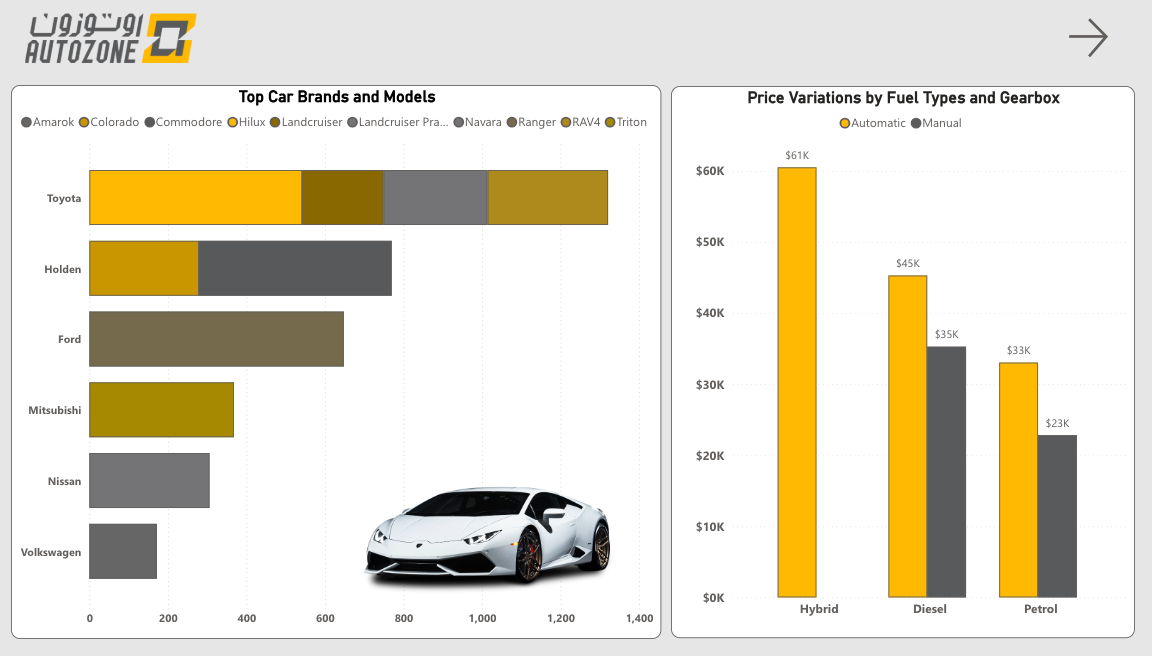 اوتوزون
AUTOZONE
Top Car Brands and Models
Amarok Colorado Commodore Hilux Landcruiser Landcruiser Pra... Navara Ranger RAV4 Triton
Toyota
Holden
Ford
Mitsubishi
Nissan
Volkswagen
0 200 400 600 800 1,000 1,200 1,400
Price Variations by Fuel Types and Gearbox
Automatic Manual
$61K
$60K
$50K
$45K
$40K
$35K
$33K
$30K
$23K
$20K
$10K
$0K
Hybrid Diesel Petrol